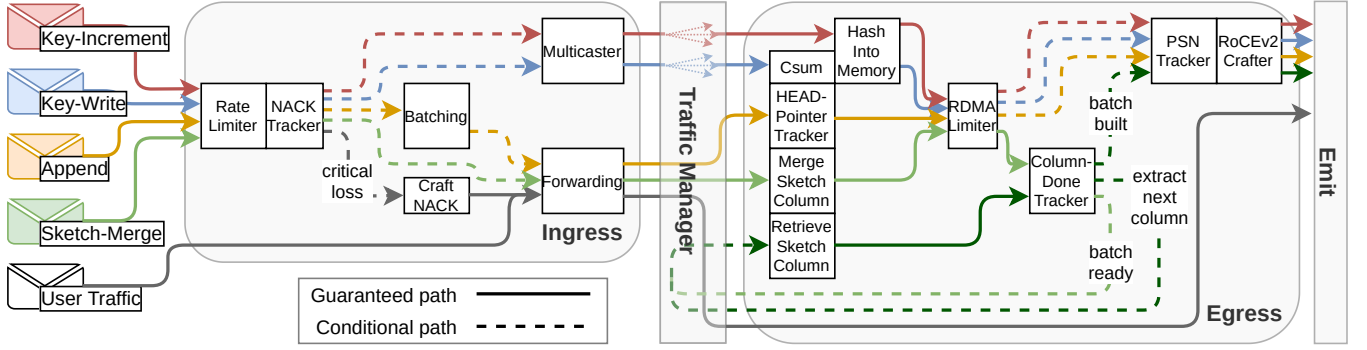 Key-Increment
Key-Write
Append
Sketch-Merge
User Traffic
Rate
Limiter
NACK
Tracker
critical
loss
Batching
Craft
NACK
Multicaster
Forwarding
Ingress
Guaranteed path
Conditional path
Traffic Manager
Hash
Into
Memory
Csum
HEAD-
Pointer
Tracker
Merge
Sketch
Column
Retrieve
Sketch
Column
RDMA
Limiter
Column-
Done
Tracker
batch
built
extract
next
column
batch
ready
PSN
Tracker
RoCEv2
Crafter
Egress
Emit